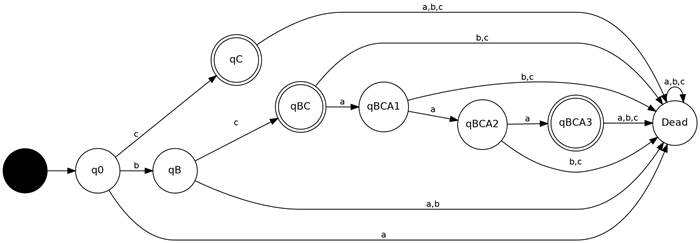 a,b,c
qC
b,c
a,b,c
qBC
a
qBCA1
b,c
a
qBCA2
a
qBCA3
a,b,c
Dead
c
c
b,c
q0
b
qB
a,b
a